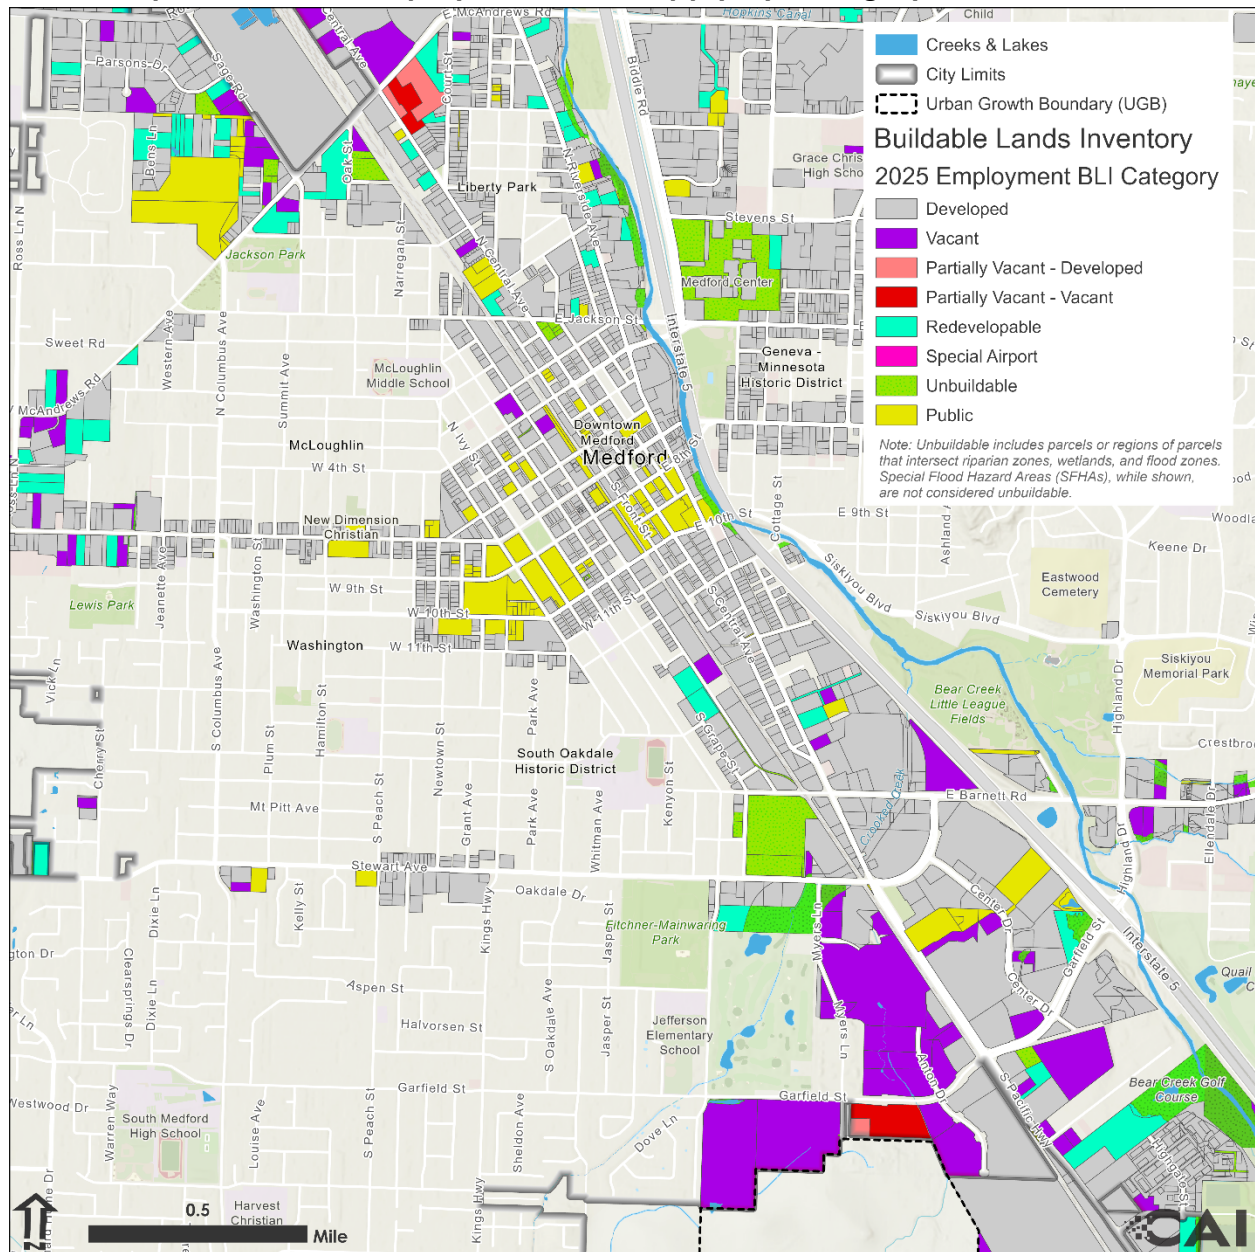 Creeks & Lakes
City Limits
Urban Growth Boundary (UGB)
Buildable Lands Inventory
2025 Employment BLI Category
Developed
Vacant
Partially Vacant - Developed
Partially Vacant - Vacant
Redevelopable
Special Airport
Unbuildable
Public
Note: Unbuildable includes parcels or regions of parcels
that intersect riparian zones, wetlands, and flood zones.
Special Flood Hazard Areas (SFHAs), while shown,
are not considered unbuildable.
E McAndrews Rd
Hopkins Canal
Child
Central Ave
Court St
Biddle Rd
Parsons Dr
Sage Rd
Bens Ln
Oak St
Grace Chris
High Scho
Liberty Park
N Riverside Ave
Ross Ln N
Narregan St
Stevens St
Jackson Park
N Central Ave
Medford Center
E Jackson St
Interstate 5
Sweet Rd
Western Ave
N Columbus Ave
Summit Ave
McLoughlin
Middle School
Geneva -
Minnesota
Historic District
McAndrews Rd
N Ivy St
Downtown
Medford
Medford
E 8th St
McLoughlin
W 4th St
S Front St
Cottage St
New Dimension
Christian
E 10th St
E 9th St
Ashland A
Woodla
Keene Dr
Jeanette Ave
Washington St
W 9th St
Siskiyou Blvd
Eastwood
Cemetery
Lewis Park
W 10th St
W 11th St
S Central Ave
Siskiyou Blvd
Washington
W 11th St
Vick Ln
Siskiyou
Memorial Park
S Columbus Ave
Hamilton St
Park Ave
Bear Creek
Little League
Fields
Highland Dr
Plum St
Newtown St
S Grape St
Cherry St
South Oakdale
Historic District
Crestbro
Kenyon St
Mt Pitt Ave
S Peach St
Grant Ave
Park Ave
Whitman Ave
Crooked Creek
E Barnett Rd
Ellendale Dr
Highland Dr
Stewart Ave
Oakdale Dr
Dixie Ln
Kelly St
Kings Hwy
Center Dr
Fitchner-Mainwaring
Park
Jasper St
Myers Ln
Garfield St
Interstate 5
gton Dr
Clearsprings Dr
Dixie Ln
Aspen St
Center Dr
Quail
S Oakdale Ave
Halvorsen St
Jasper St
Jefferson
Elementary
School
Myers Ln
Anton Dr
Garfield St
Garfield St
S Pacific Hwy
Bear Creek Golf
Course
Westwood Dr
Warren Way
South Medford
High School
Louise Ave
S Peach St
Sheldon Ave
Dove Ln
Highgate St
Kings Hwy
Harvest
Christian
0.5
Mile
N
CAI